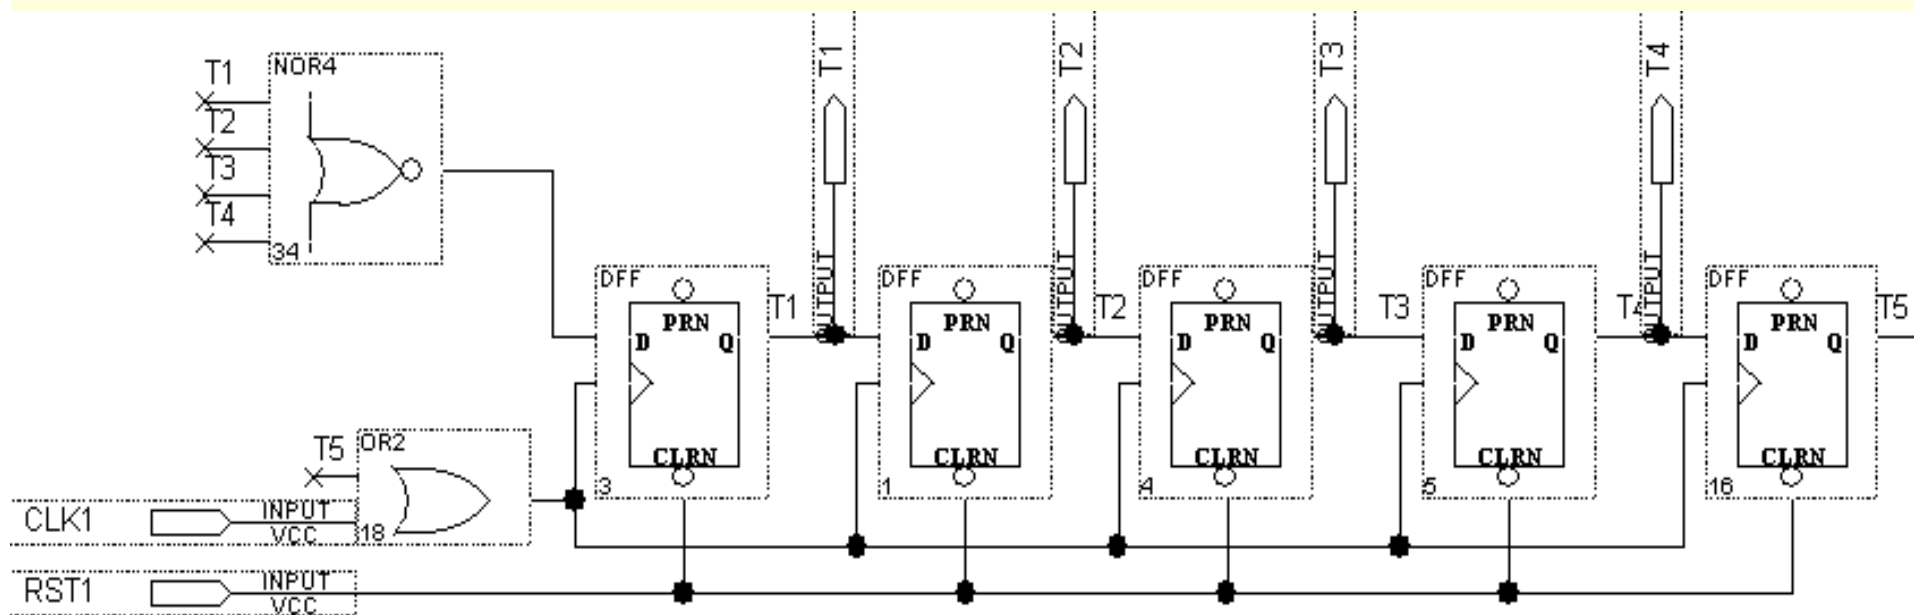 T1
T2
T3
T4
NOR4
34
T1
T2
T3
T4
OUTPUT
OUTPUT
OUTPUT
OUTPUT
DFF
PRN
D
Q
CLRN
3
T1
DFF
PRN
D
Q
CLRN
1
T2
DFF
PRN
D
Q
CLRN
4
T3
DFF
PRN
D
Q
CLRN
5
T4
DFF
PRN
D
Q
CLRN
16
T5
T5
OR2
18
CLK1
INPUT
VCC
RST1
INPUT
VCC